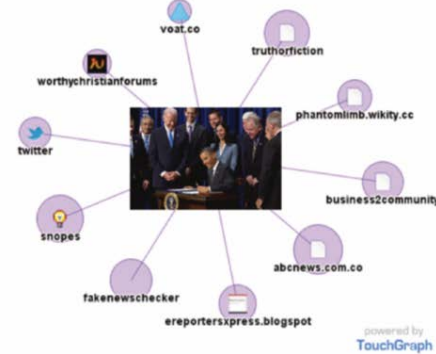 voat.co
truthorfiction
worthychristianforums
phantomlimb.wikity.cc
twitter
business2community
snopes
abcnews.com.co
fakenewschecker
ereportersxpress.blogspot
powered by
TouchGraph